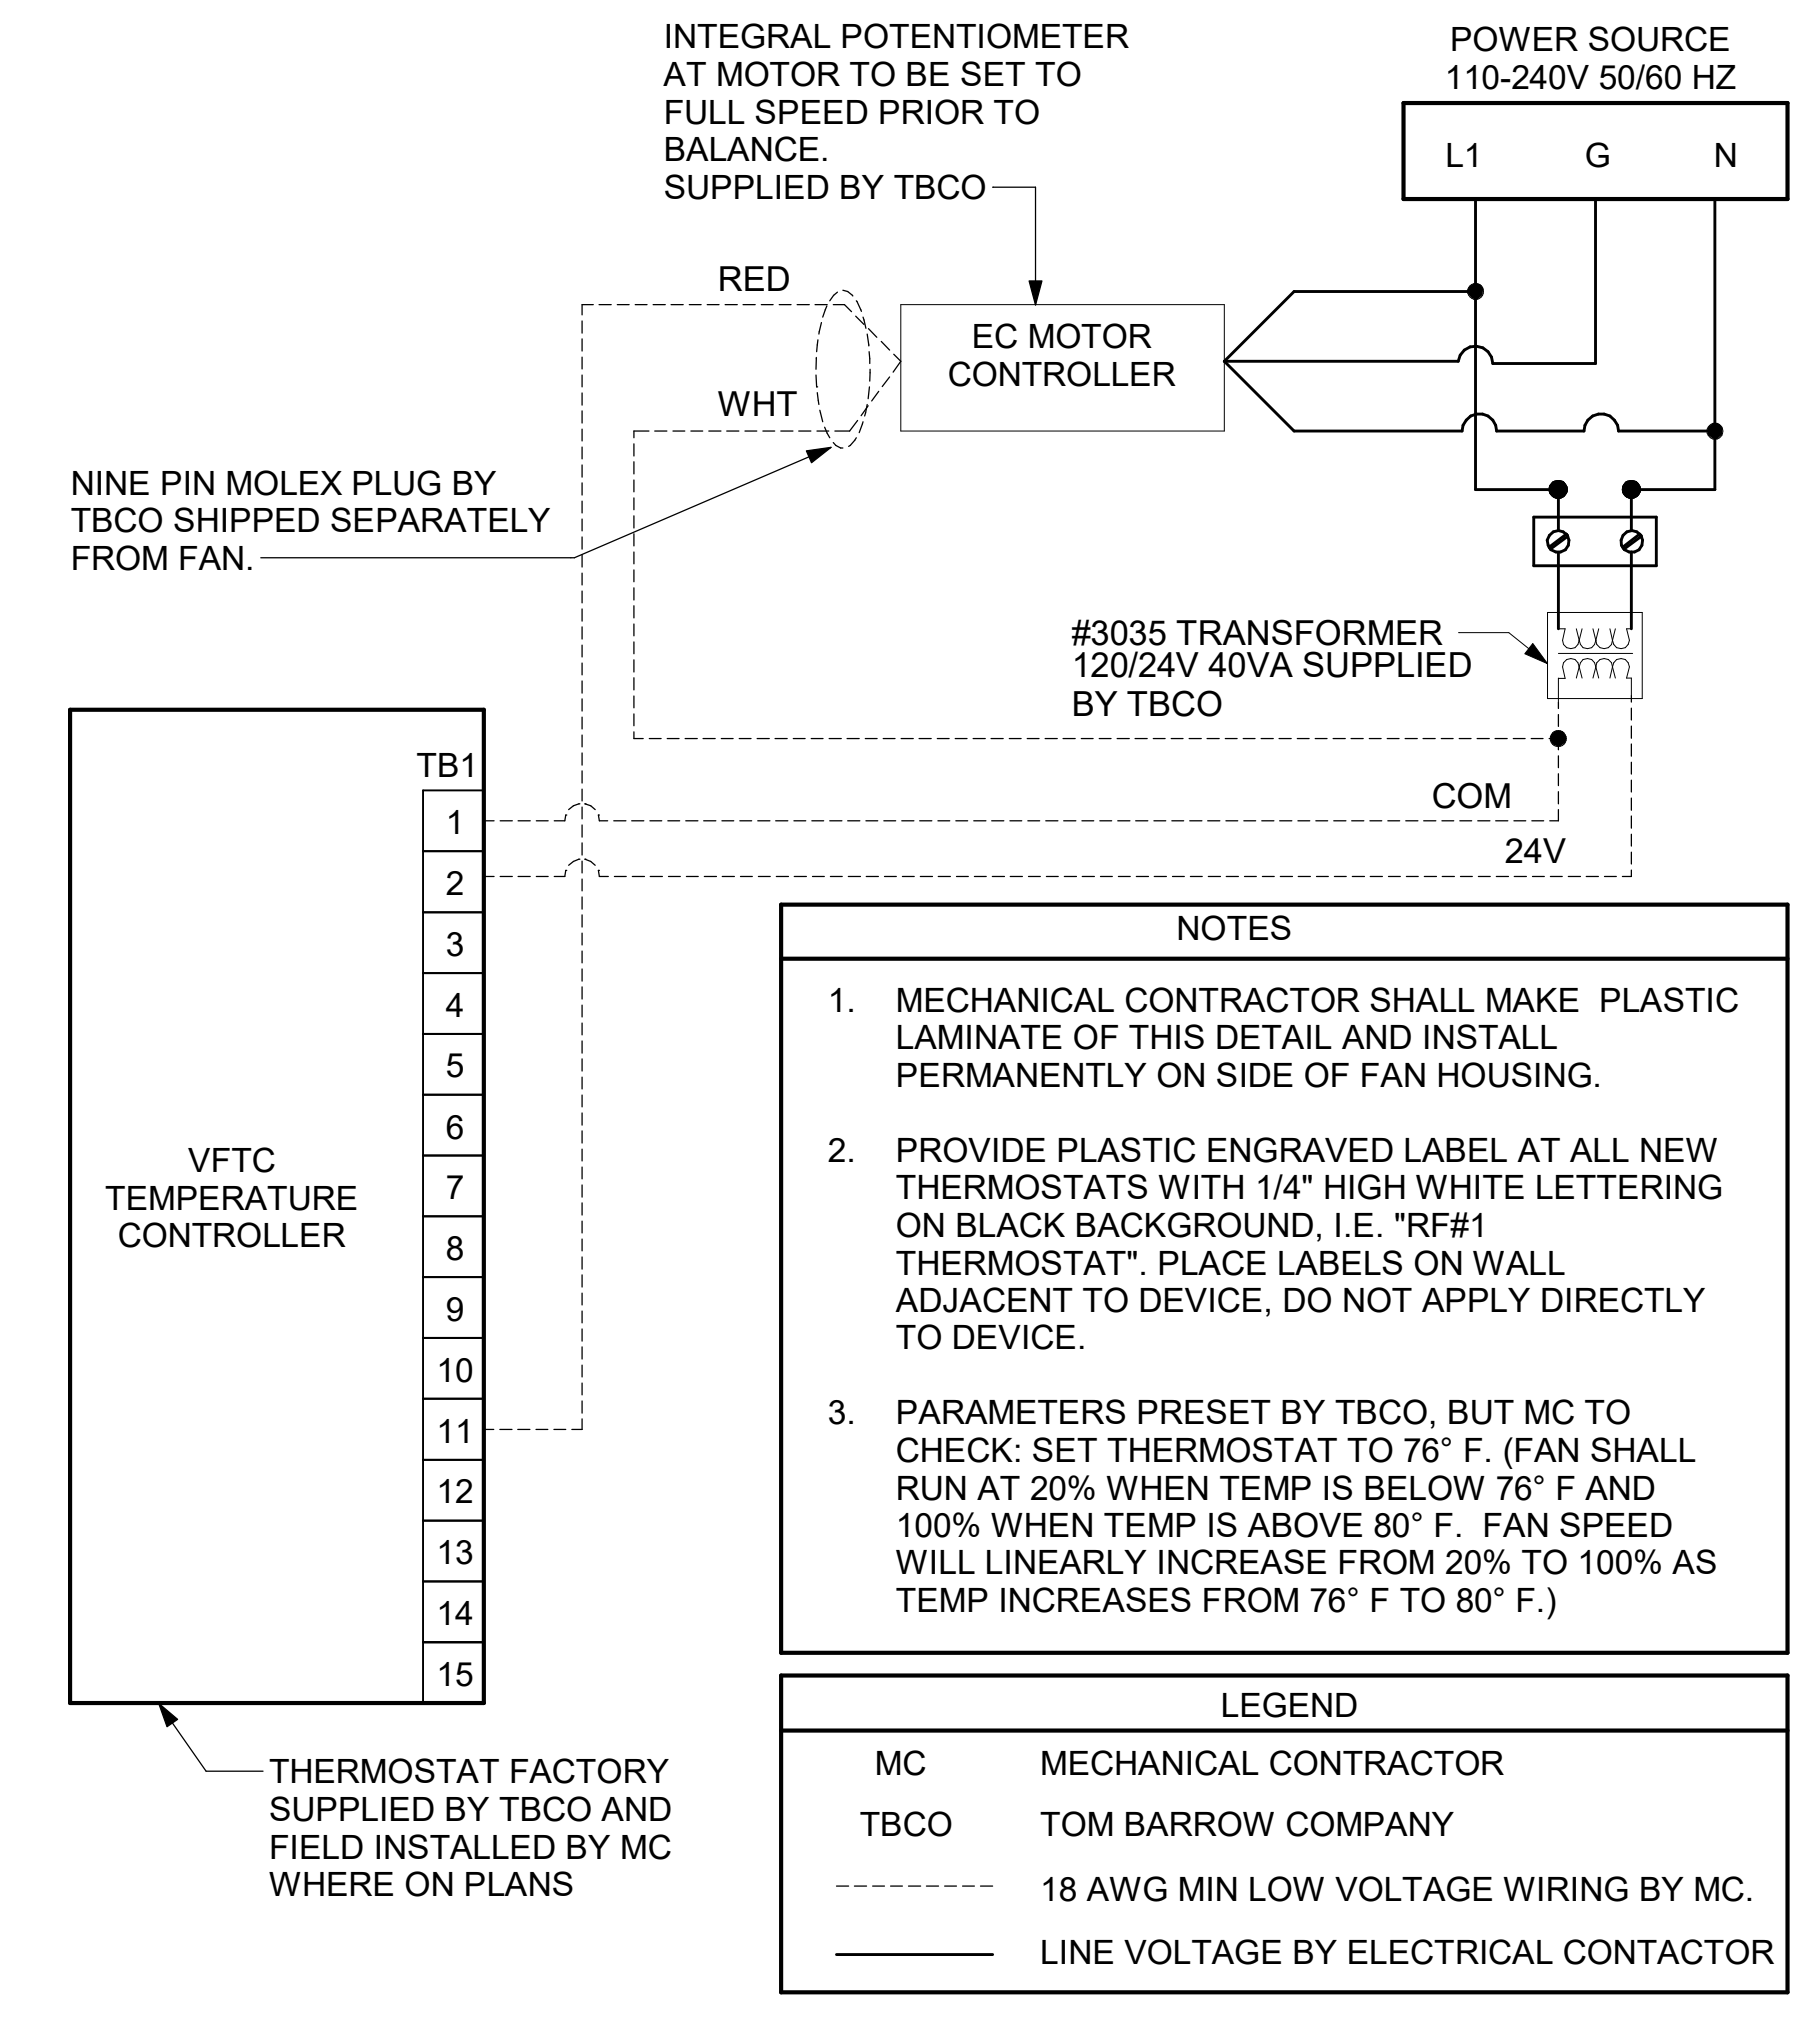 INTEGRAL POTENTIOMETER
AT MOTOR TO BE SET TO
FULL SPEED PRIOR TO
BALANCE.
SUPPLIED BY TBCO
POWER SOURCE
110-240V 50/60 HZ
L1 G N
RED
WHT
EC MOTOR
CONTROLLER
NINE PIN MOLEX PLUG BY
TBCO SHIPPED SEPARATELY
FROM FAN.
#3035 TRANSFORMER
120/24V 40VA SUPPLIED
BY TBCO
COM
24V
TB1
1
2
3
4
5
6
7
8
9
10
11
12
13
14
15
VFTC
TEMPERATURE
CONTROLLER
THERMOSTAT FACTORY
SUPPLIED BY TBCO AND
FIELD INSTALLED BY MC
WHERE ON PLANS
NOTES
1. MECHANICAL CONTRACTOR SHALL MAKE PLASTIC
LAMINATE OF THIS DETAIL AND INSTALL
PERMANENTLY ON SIDE OF FAN HOUSING.
2. PROVIDE PLASTIC ENGRAVED LABEL AT ALL NEW
THERMOSTATS WITH 1/4" HIGH WHITE LETTERING
ON BLACK BACKGROUND, I.E. "RF#1
THERMOSTAT". PLACE LABELS ON WALL
ADJACENT TO DEVICE, DO NOT APPLY DIRECTLY
TO DEVICE.
3. PARAMETERS PRESET BY TBCO, BUT MC TO
CHECK: SET THERMOSTAT TO 76° F. (FAN SHALL
RUN AT 20% WHEN TEMP IS BELOW 76° F AND
100% WHEN TEMP IS ABOVE 80° F. FAN SPEED
WILL LINEARLY INCREASE FROM 20% TO 100% AS
TEMP INCREASES FROM 76° F TO 80° F.)
LEGEND
MC MECHANICAL CONTRACTOR
TBCO TOM BARROW COMPANY
18 AWG MIN LOW VOLTAGE WIRING BY MC.
LINE VOLTAGE BY ELECTRICAL CONTACTOR